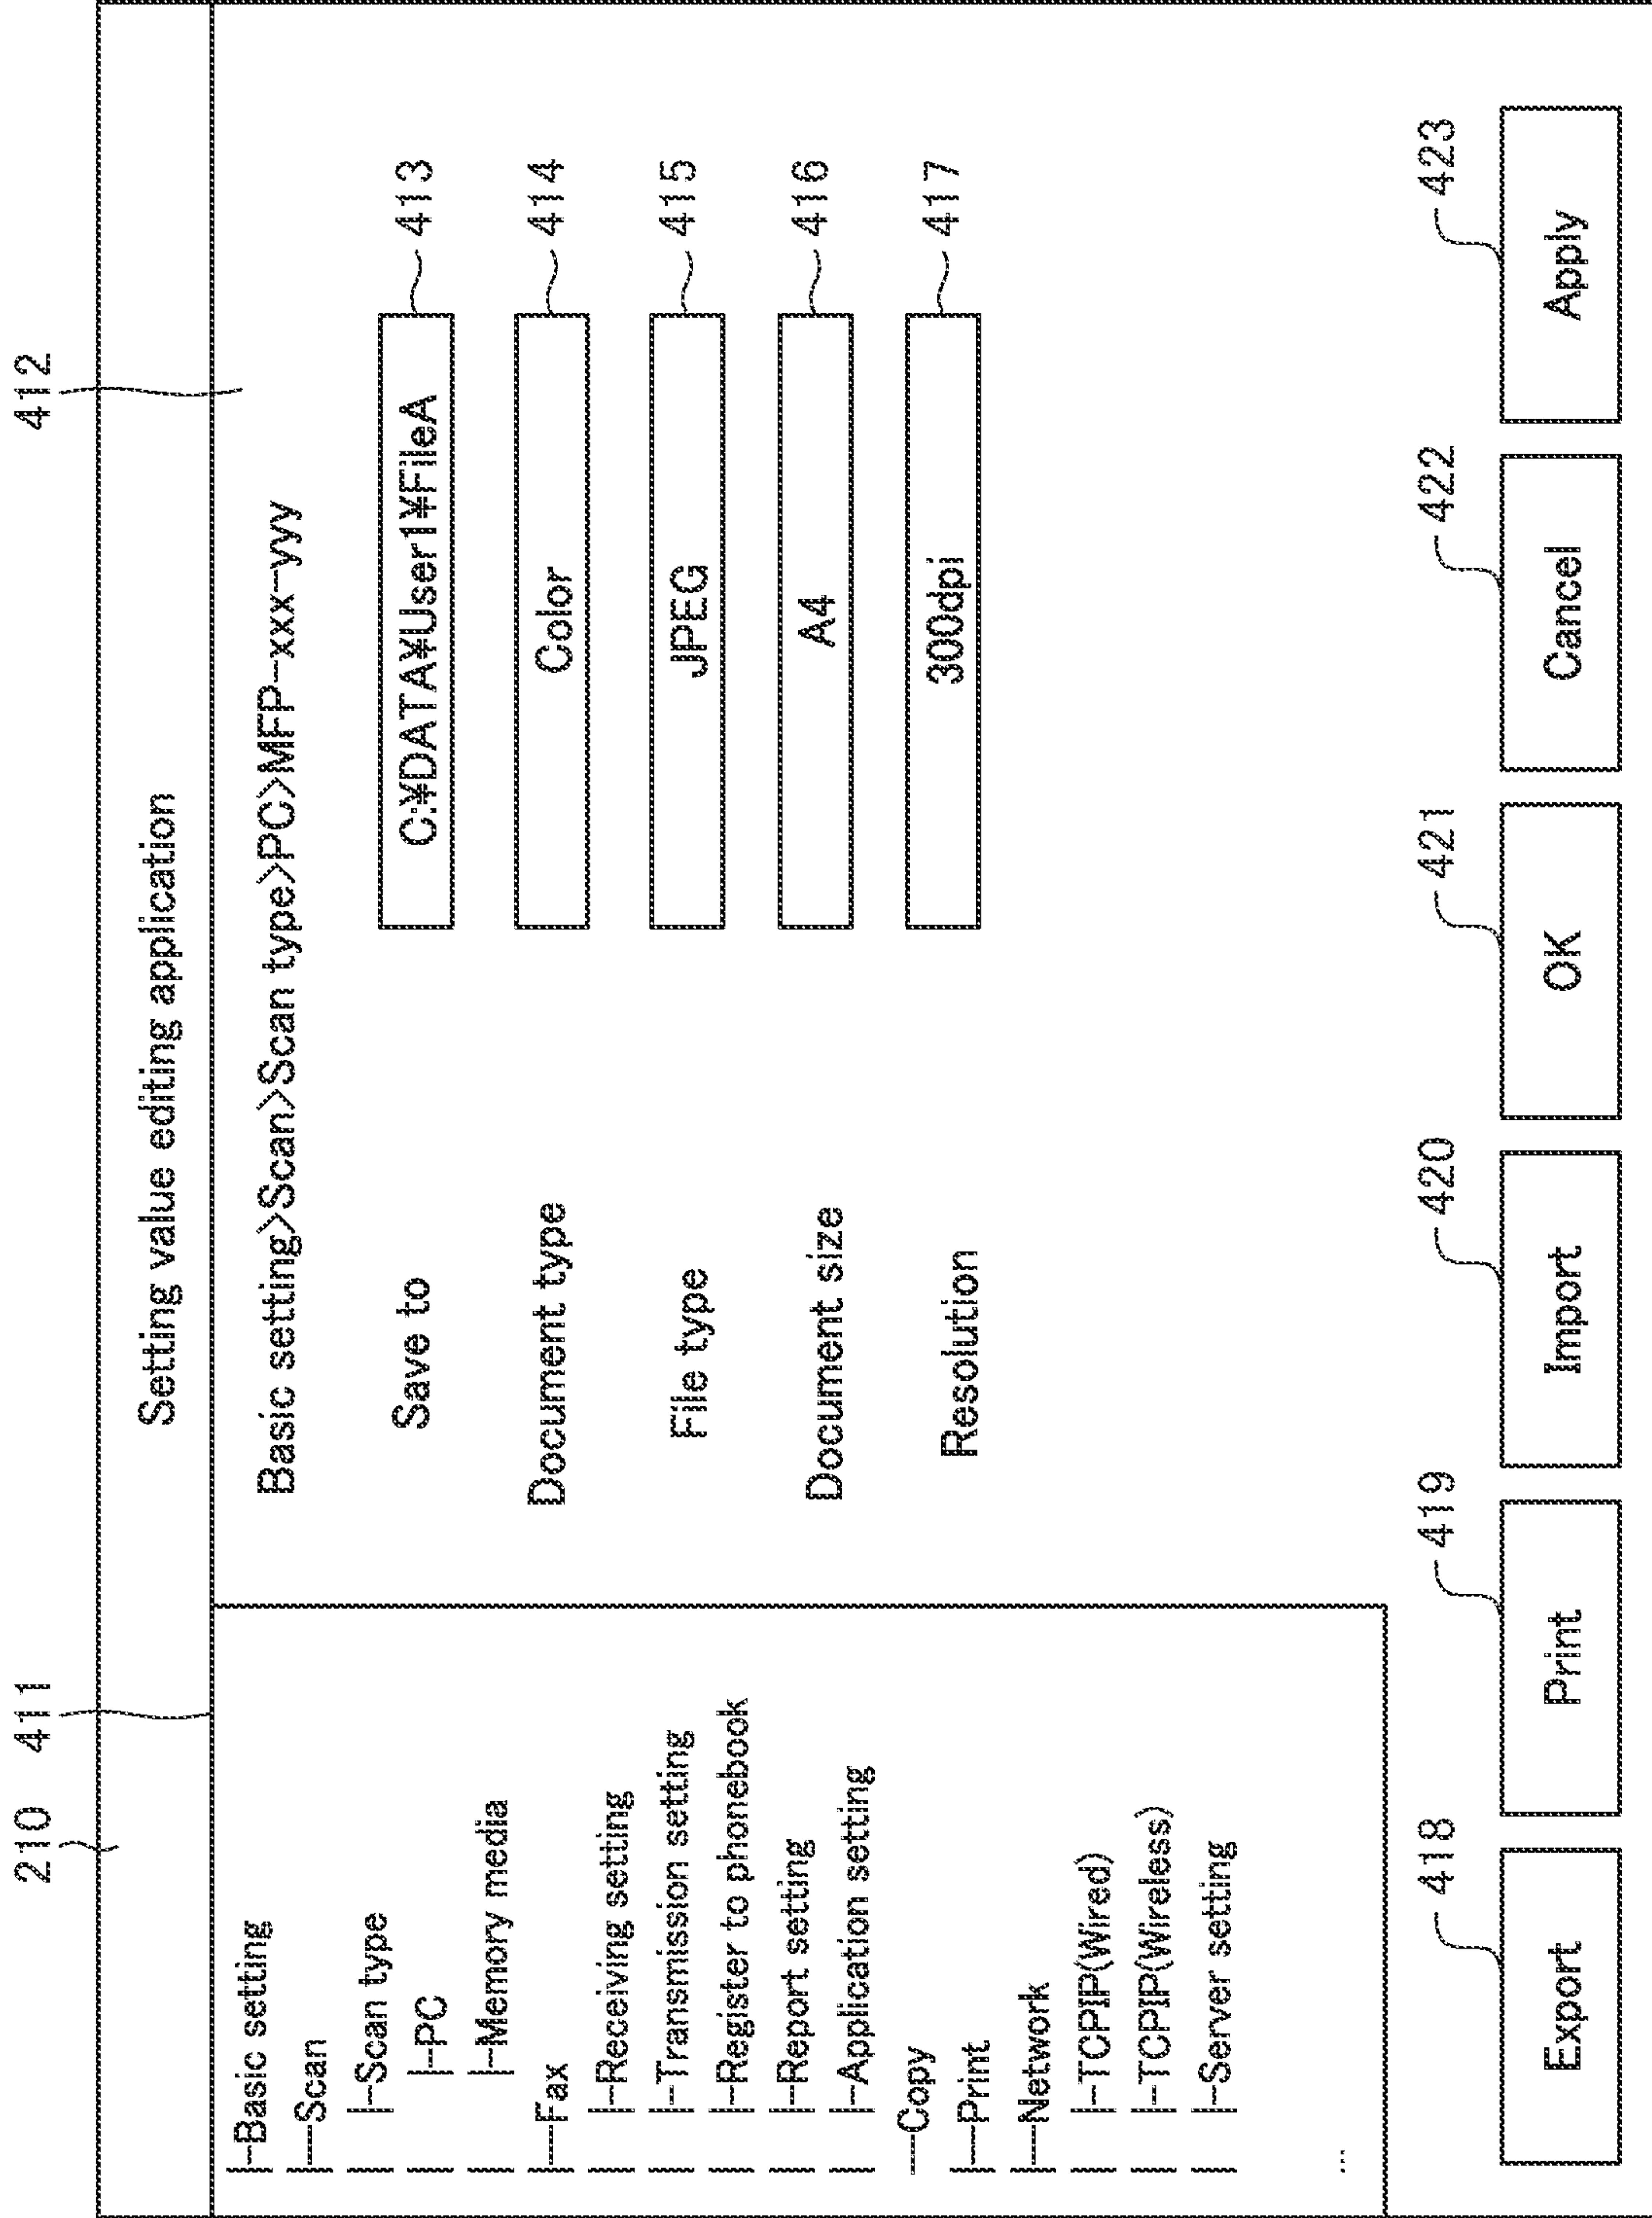 210 411 412
Setting value editing application
|--Basic setting
|----Scan
| |--Scan type
| |--PC
| |--Memory media
|----Fax
| |--Receiving setting
| |--Transmission setting
| |--Register to phonebook
| |--Report setting
| |--Application setting
----Copy
|----Print
|----Network
| |--TCPIP(Wired)
| |--TCPIP(Wireless)
| |--Server setting
...
Basic setting>Scan>Scan type>PC>MFP-xxx-yyy
Save to C:¥DATA¥User1¥FileA 413
Document type Color 414
File type JPEG 415
Document size A4 416
Resolution 300dpi 417
418 419 420 421 422 423
Export Print Import OK Cancel Apply